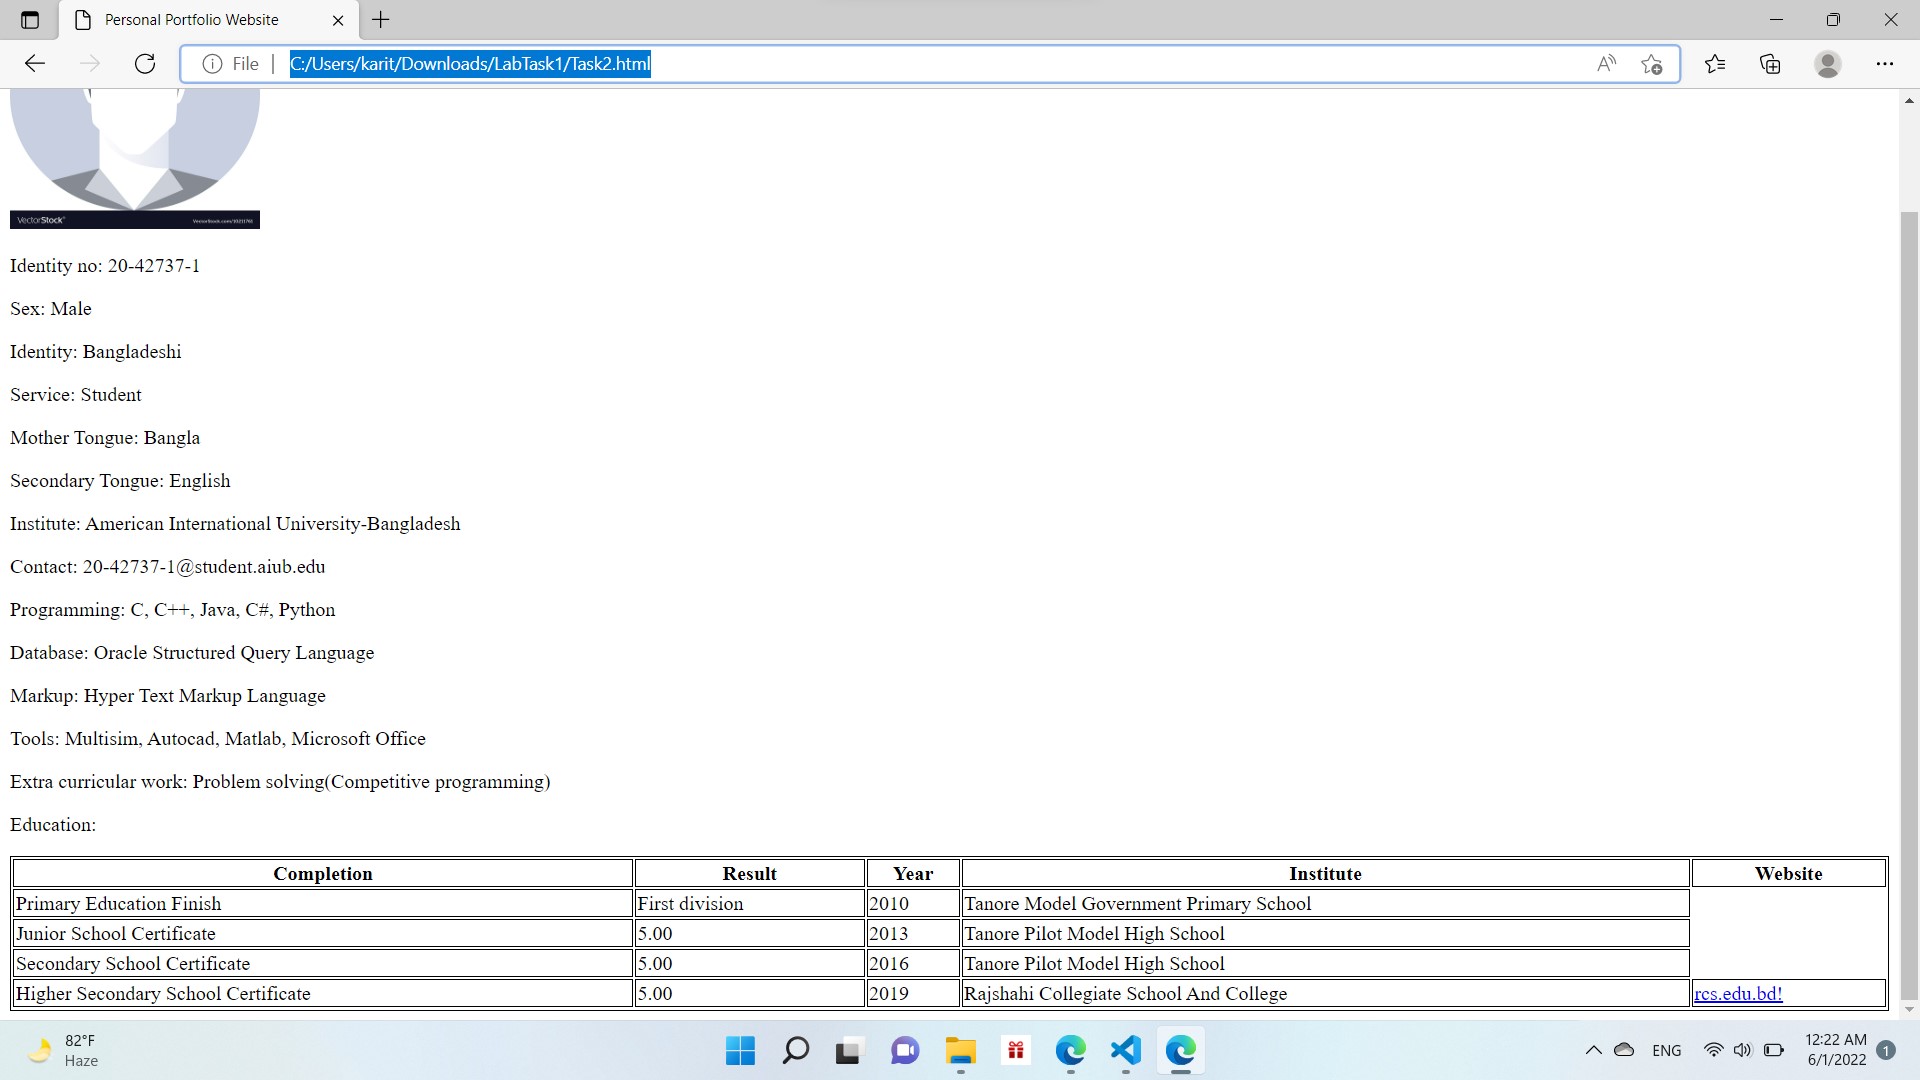 Personal Portfolio Website
File
C:/Users/karit/Downloads/LabTask1/Task2.html
VectorStock®
VectorStock.com/10211761
Identity no: 20-42737-1
Sex: Male
Identity: Bangladeshi
Service: Student
Mother Tongue: Bangla
Secondary Tongue: English
Institute: American International University-Bangladesh
Contact: 20-42737-1@student.aiub.edu
Programming: C, C++, Java, C#, Python
Database: Oracle Structured Query Language
Markup: Hyper Text Markup Language
Tools: Multisim, Autocad, Matlab, Microsoft Office
Extra curricular work: Problem solving(Competitive programming)
Education:
Completion Result Year Institute Website
Primary Education Finish First division 2010 Tanore Model Government Primary School
Junior School Certificate 5.00 2013 Tanore Pilot Model High School
Secondary School Certificate 5.00 2016 Tanore Pilot Model High School
Higher Secondary School Certificate 5.00 2019 Rajshahi Collegiate School And College rcs.edu.bd!
82°F
Haze
ENG
12:22 AM
6/1/2022
1